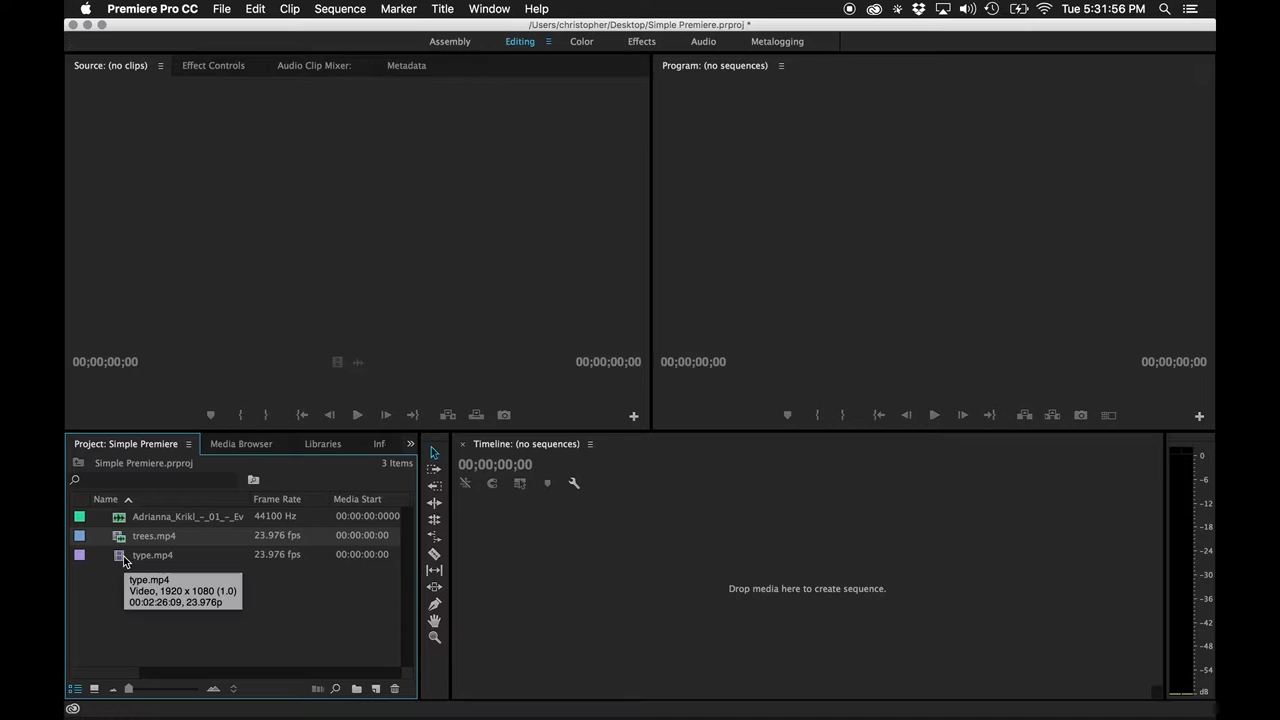 Premiere Pro CC File Edit Clip Sequence Marker Title Window Help Tue 5:31:56 PM
/Users/christopher/Desktop/Simple Premiere.prproj *
Assembly Editing Color Effects Audio Metalogging
Source: (no clips) Effect Controls Audio Clip Mixer: Metadata
Program: (no sequences)
00;00;00;00 00;00;00;00
00;00;00;00 00;00;00;00
Project: Simple Premiere Media Browser Libraries Inf
Simple Premiere.prproj 3 Items
Name Frame Rate Media Start
Adrianna_Krikl_-_01_-_Ev 44100 Hz 00:00:00:0000
trees.mp4 23.976 fps 00:00:00:00
type.mp4 23.976 fps 00:00:00:00
type.mp4
Video, 1920 x 1080 (1.0)
00:02:26:09, 23.976p
Timeline: (no sequences)
00;00;00;00
Drop media here to create sequence.
0
-6
-12
-18
-24
-30
-36
-42
-48
-54
dB